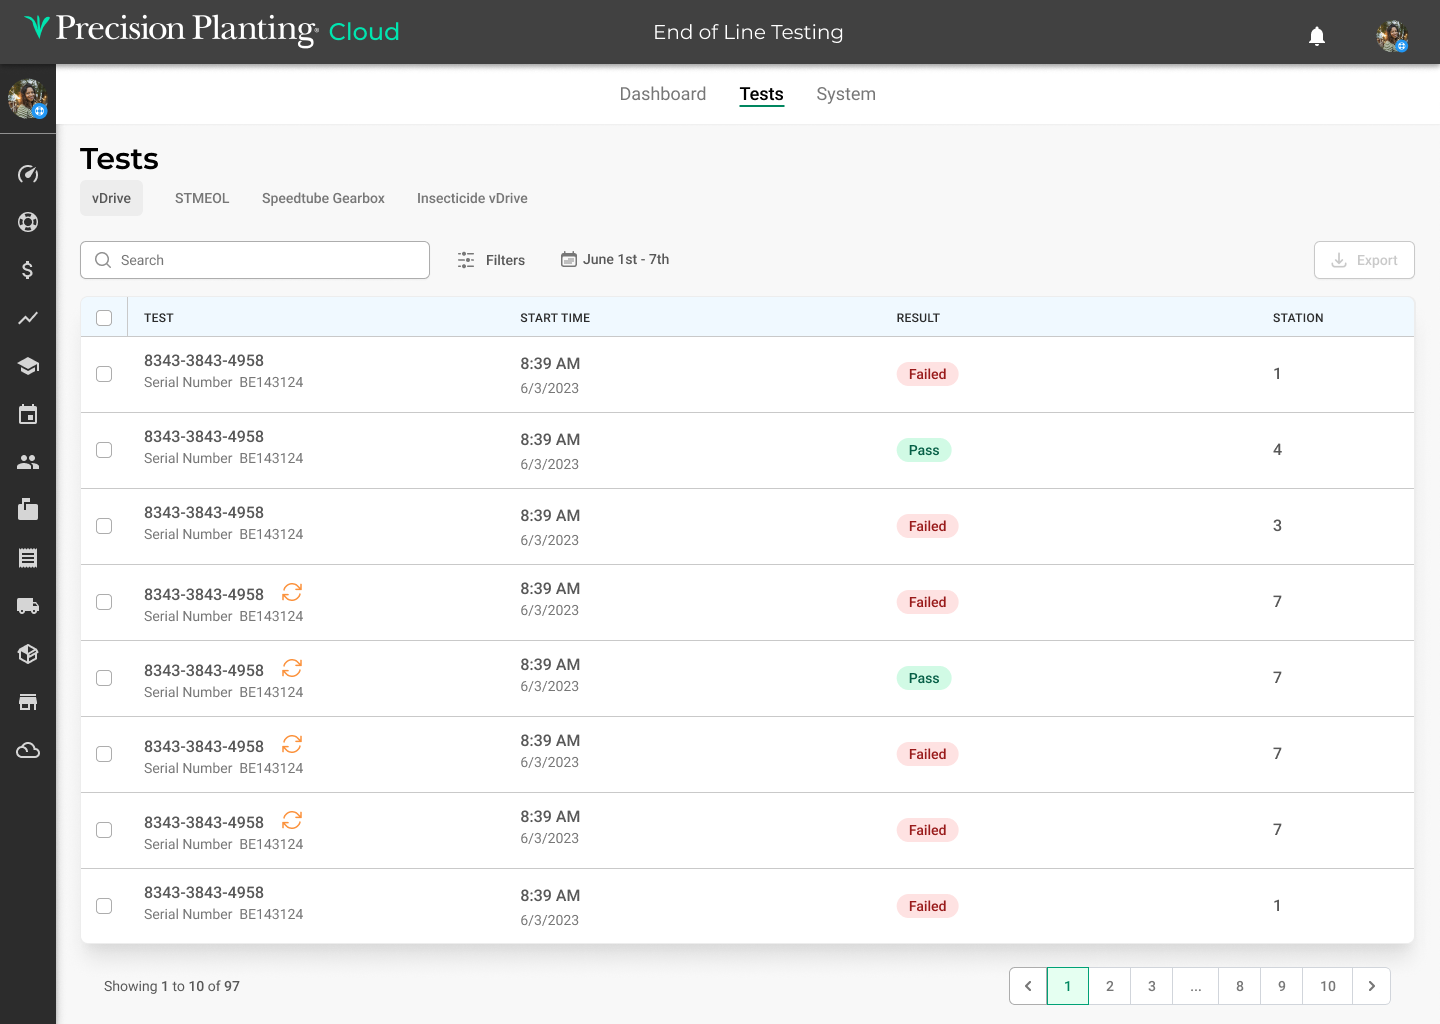 Precision Planting Cloud
End of Line Testing
Dashboard Tests System
Tests
vDrive STMEOL Speedtube Gearbox Insecticide vDrive
Search Filters June 1st - 7th Export
TEST START TIME RESULT STATION
8343-3843-4958
Serial Number BE143124
8:39 AM
6/3/2023
Failed
1
8343-3843-4958
Serial Number BE143124
8:39 AM
6/3/2023
Pass
4
8343-3843-4958
Serial Number BE143124
8:39 AM
6/3/2023
Failed
3
8343-3843-4958
Serial Number BE143124
8:39 AM
6/3/2023
Failed
7
8343-3843-4958
Serial Number BE143124
8:39 AM
6/3/2023
Pass
7
8343-3843-4958
Serial Number BE143124
8:39 AM
6/3/2023
Failed
7
8343-3843-4958
Serial Number BE143124
8:39 AM
6/3/2023
Failed
7
8343-3843-4958
Serial Number BE143124
8:39 AM
6/3/2023
Failed
1
Showing 1 to 10 of 97
1 2 3 ... 8 9 10